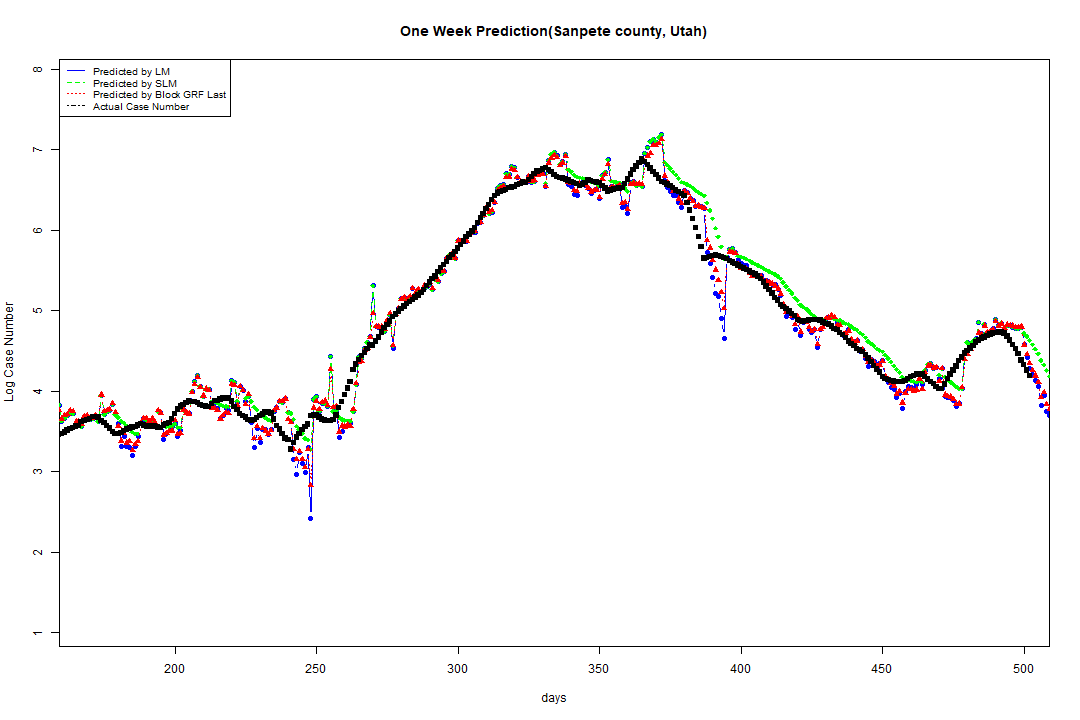 One Week Prediction(Sanpete county, Utah)
Predicted by LM
Predicted by SLM
Predicted by Block GRF Last
Actual Case Number
Log Case Number
8
7
6
5
4
3
2
1
200 250 300 350 400 450 500
days